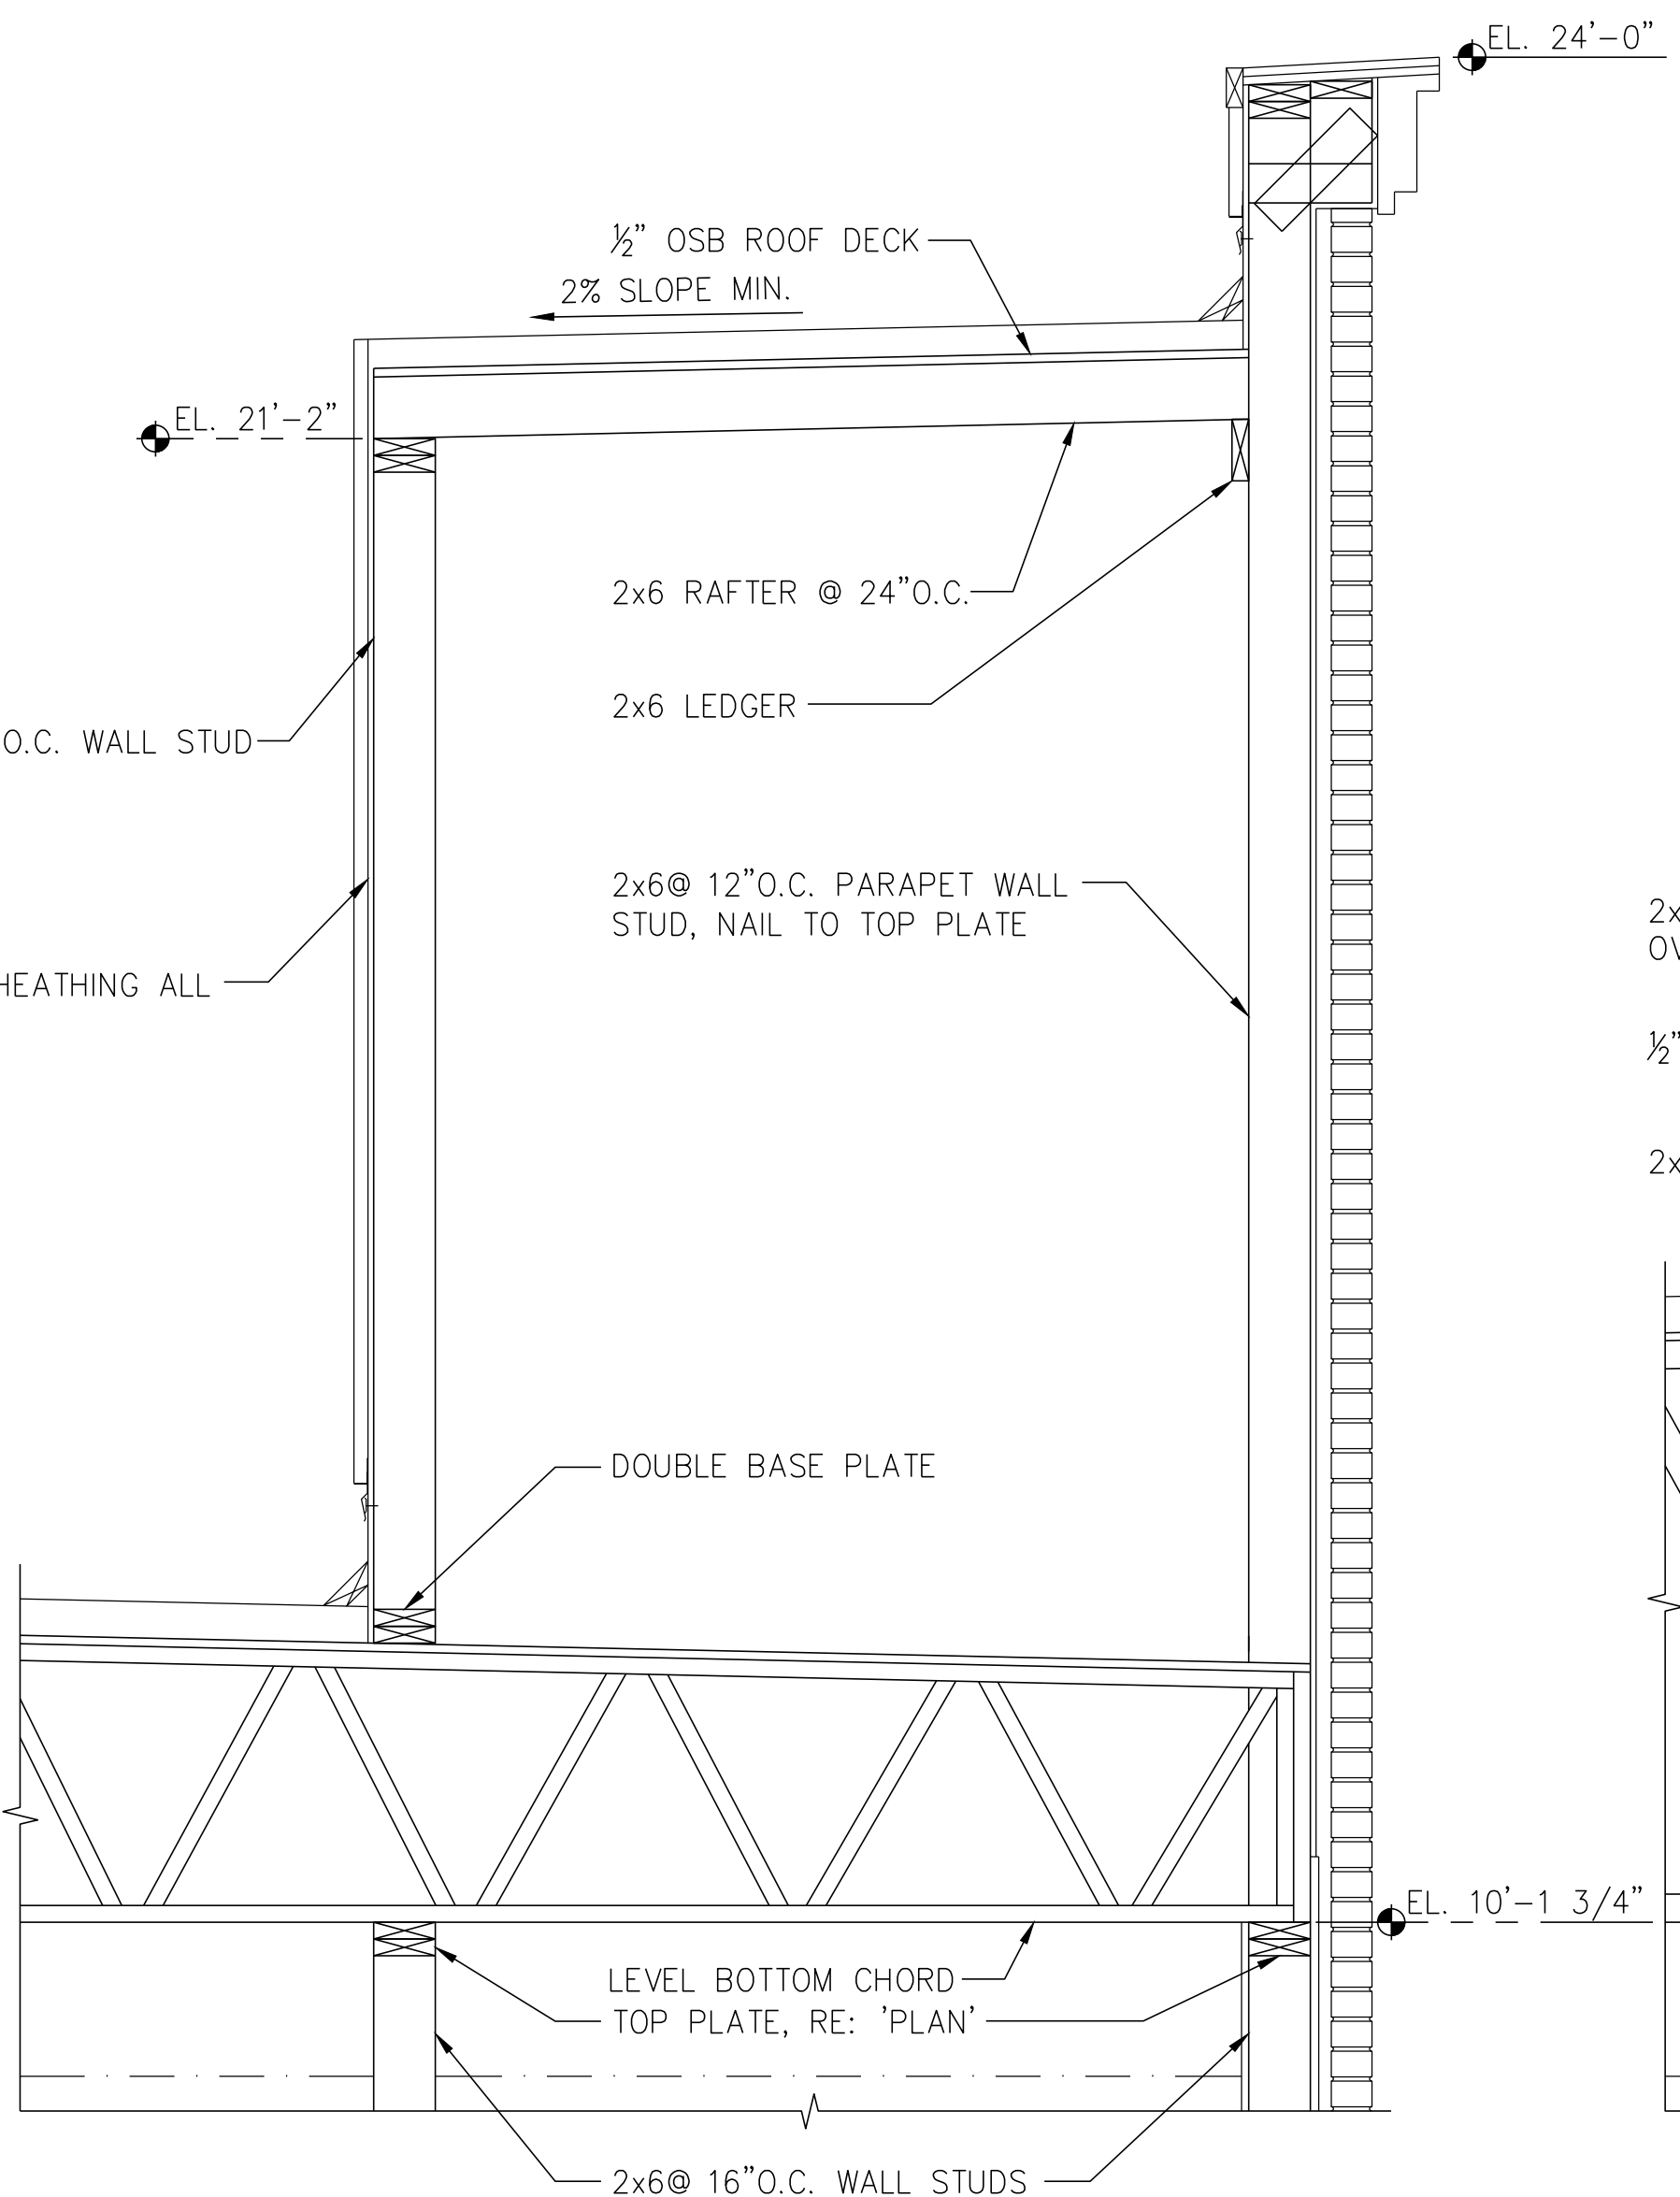 EL. 24'-0"
½" OSB ROOF DECK
2% SLOPE MIN.
EL. 21'-2"
2x6 RAFTER @ 24"O.C.
2x6 LEDGER
O.C. WALL STUD
2x6@ 12"O.C. PARAPET WALL
STUD, NAIL TO TOP PLATE
HEATHING ALL
½"
DOUBLE BASE PLATE
EL. 10'-1 3/4"
LEVEL BOTTOM CHORD
TOP PLATE, RE: 'PLAN'
2x6@ 16"O.C. WALL STUDS